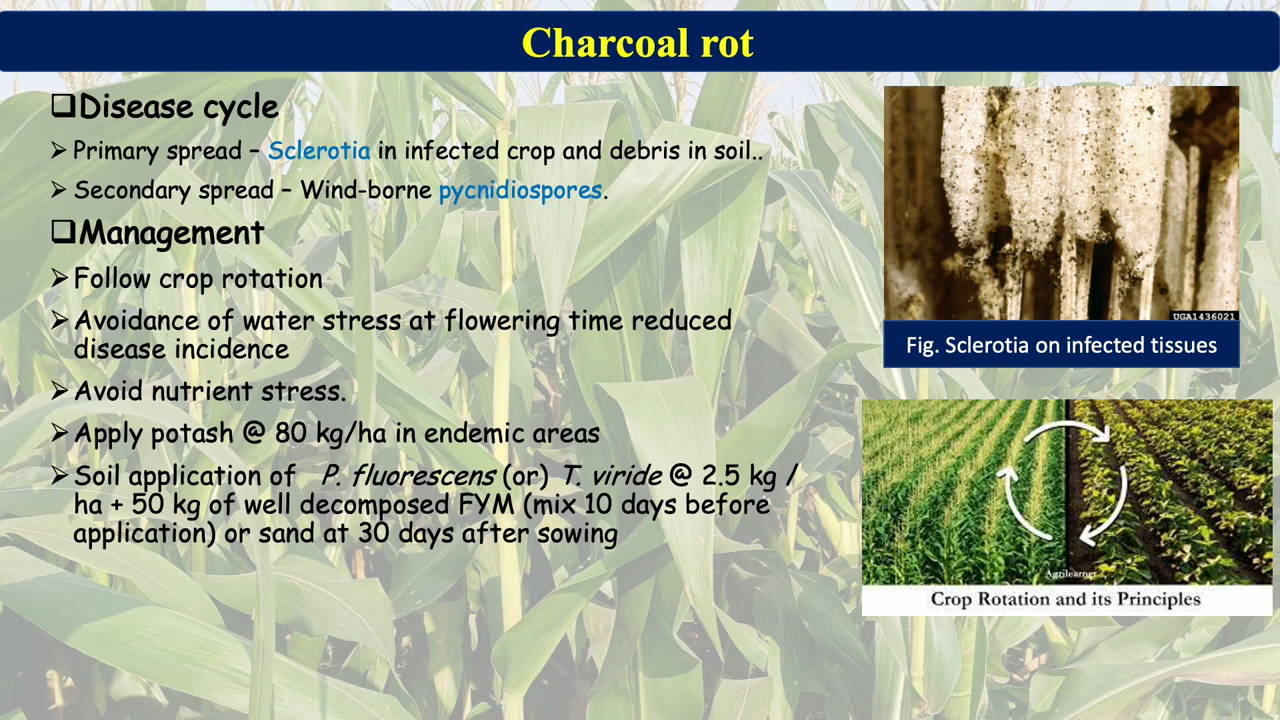 Charcoal rot
❑Disease cycle
➢ Primary spread – Sclerotia in infected crop and debris in soil..
➢ Secondary spread – Wind-borne pycnidiospores.
❑Management
➢ Follow crop rotation
➢ Avoidance of water stress at flowering time reduced
disease incidence
➢ Avoid nutrient stress.
➢ Apply potash @ 80 kg/ha in endemic areas
➢ Soil application of P. fluorescens (or) T. viride @ 2.5 kg /
ha + 50 kg of well decomposed FYM (mix 10 days before
application) or sand at 30 days after sowing
UGA1436021
Fig. Sclerotia on infected tissues
Agrilearner
Crop Rotation and its Principles